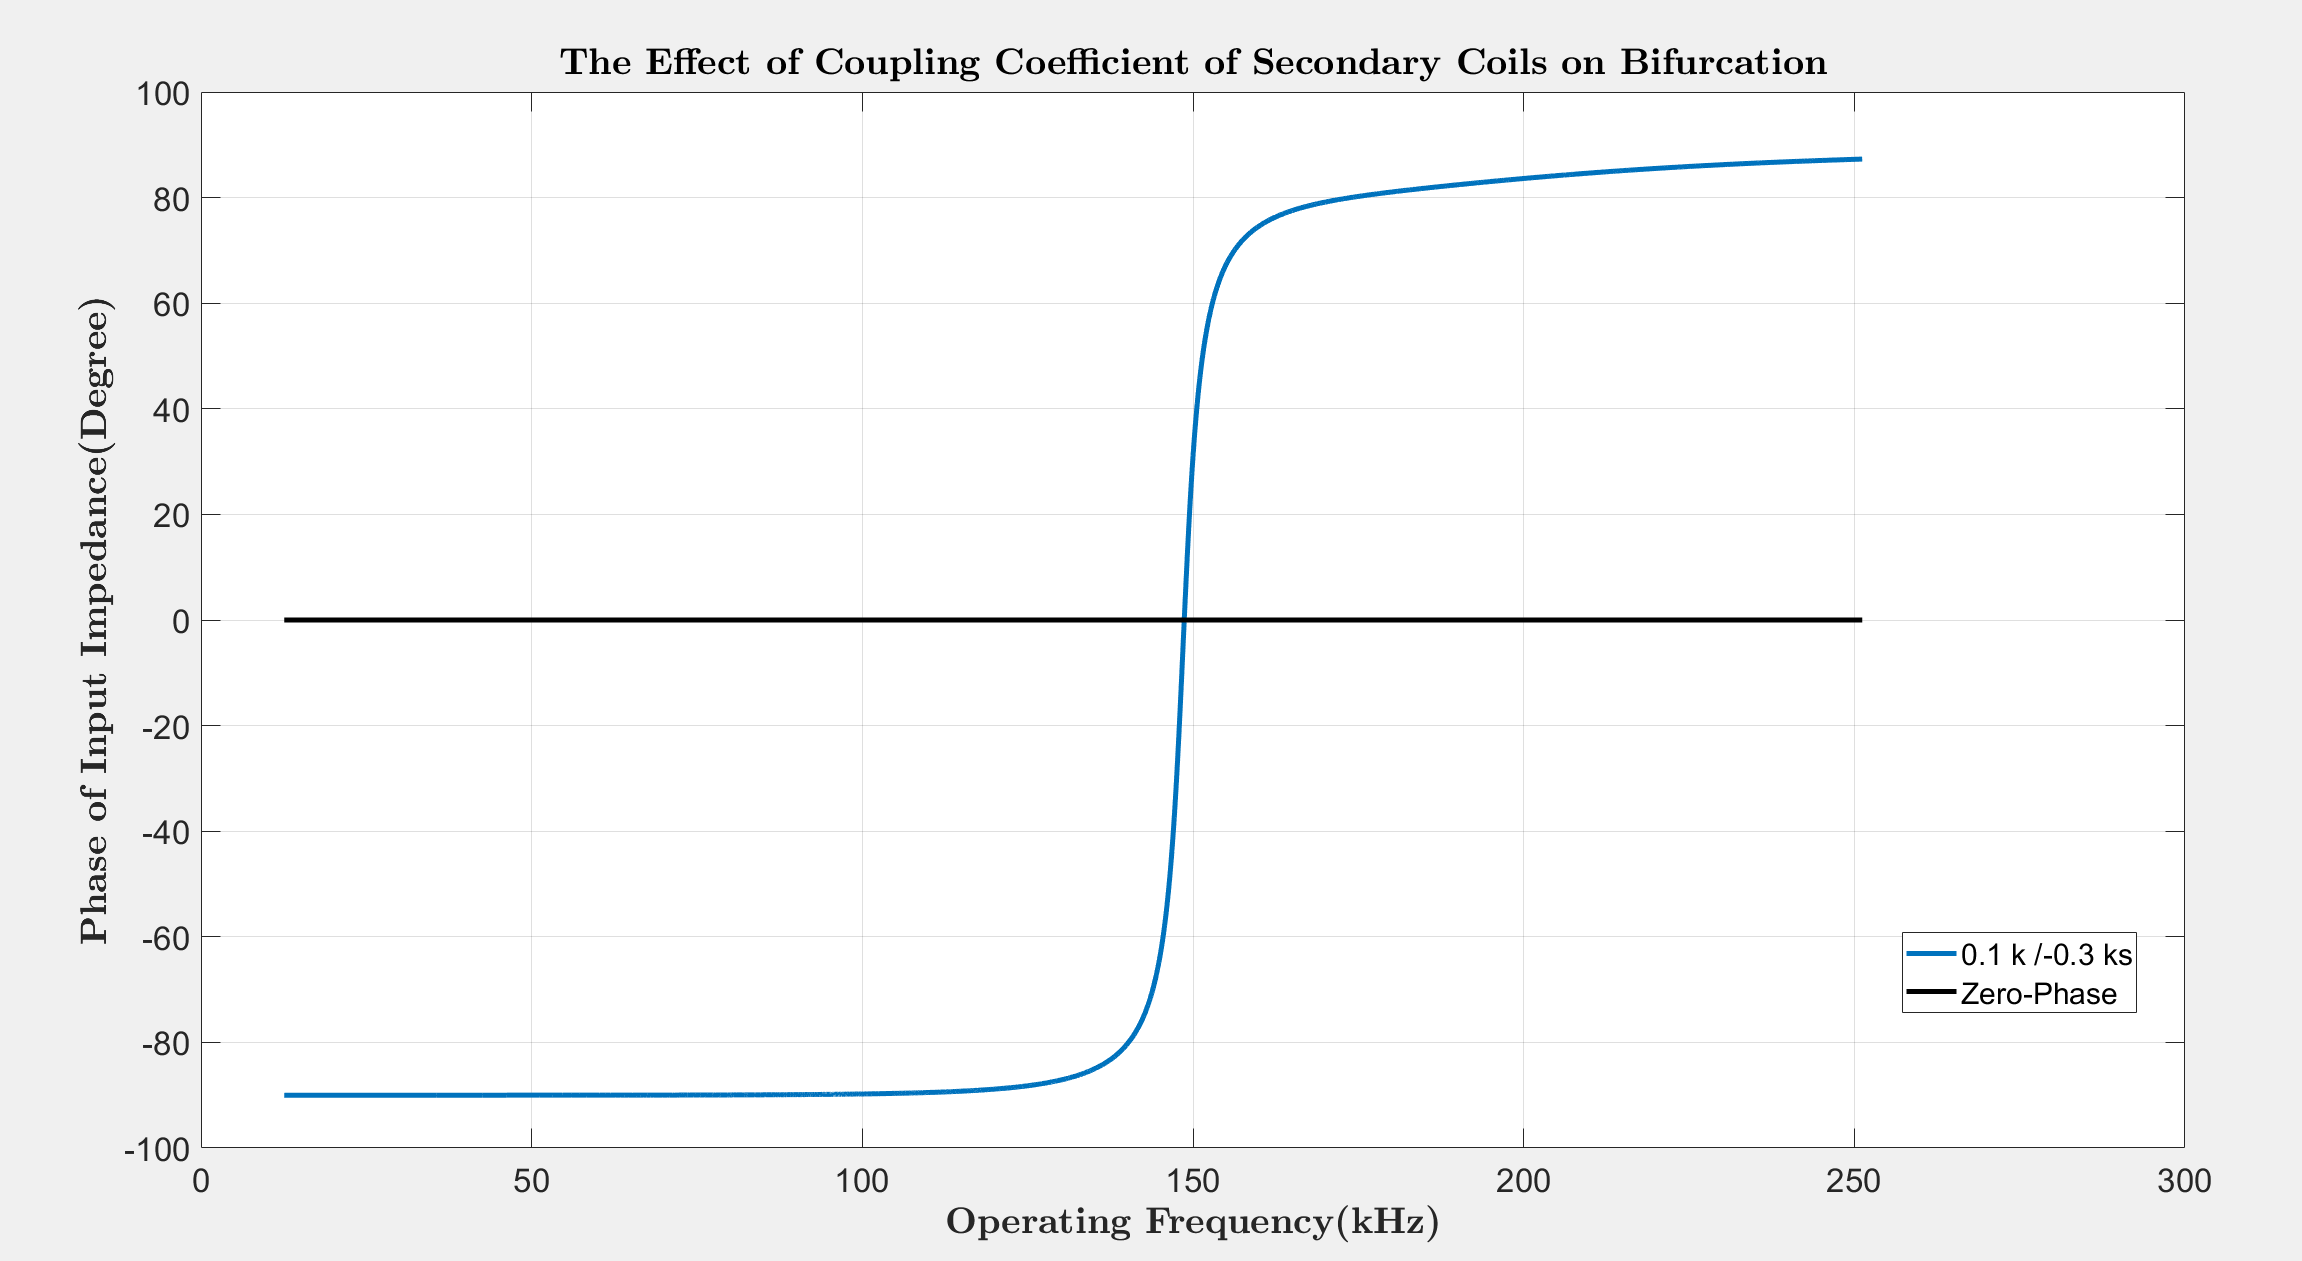 The Effect of Coupling Coefficient of Secondary Coils on Bifurcation
Phase of Input Impedance(Degree)
100
80
60
40
20
0
-20
-40
-60
-80
-100
0 50 100 150 200 250 300
Operating Frequency(kHz)
0.1 k /-0.3 ks
Zero-Phase